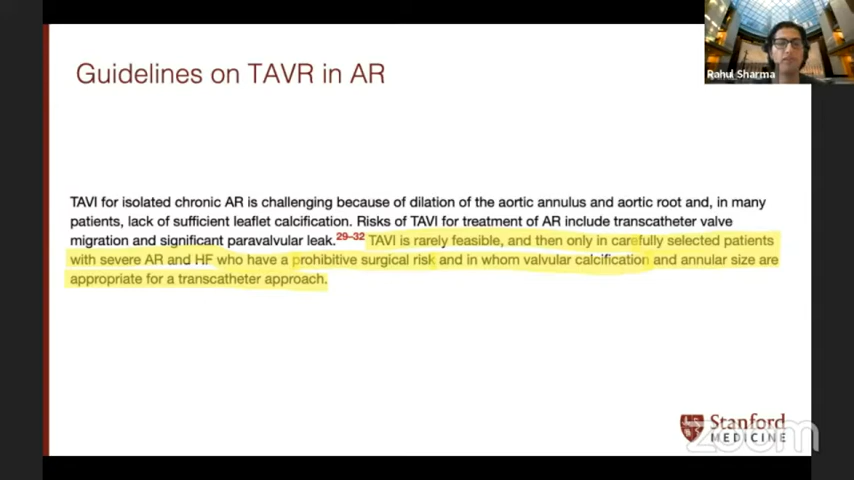 Rahul Sharma
Guidelines on TAVR in AR
TAVI for isolated chronic AR is challenging because of dilation of the aortic annulus and aortic root and, in many
patients, lack of sufficient leaflet calcification. Risks of TAVI for treatment of AR include transcatheter valve
migration and significant paravalvular leak.29–32 TAVI is rarely feasible, and then only in carefully selected patients
with severe AR and HF who have a prohibitive surgical risk and in whom valvular calcification and annular size are
appropriate for a transcatheter approach.
Stanford
MEDICINE
zoom